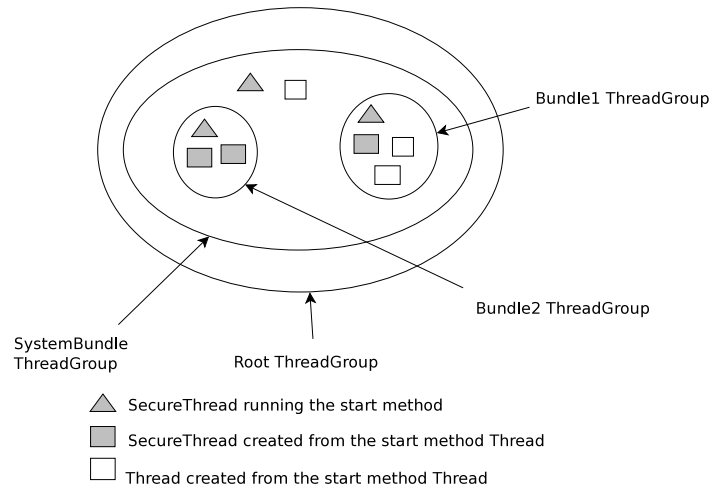 Bundle1 ThreadGroup
Bundle2 ThreadGroup
SystemBundle
ThreadGroup
Root ThreadGroup
SecureThread running the start method
SecureThread created from the start method Thread
Thread created from the start method Thread